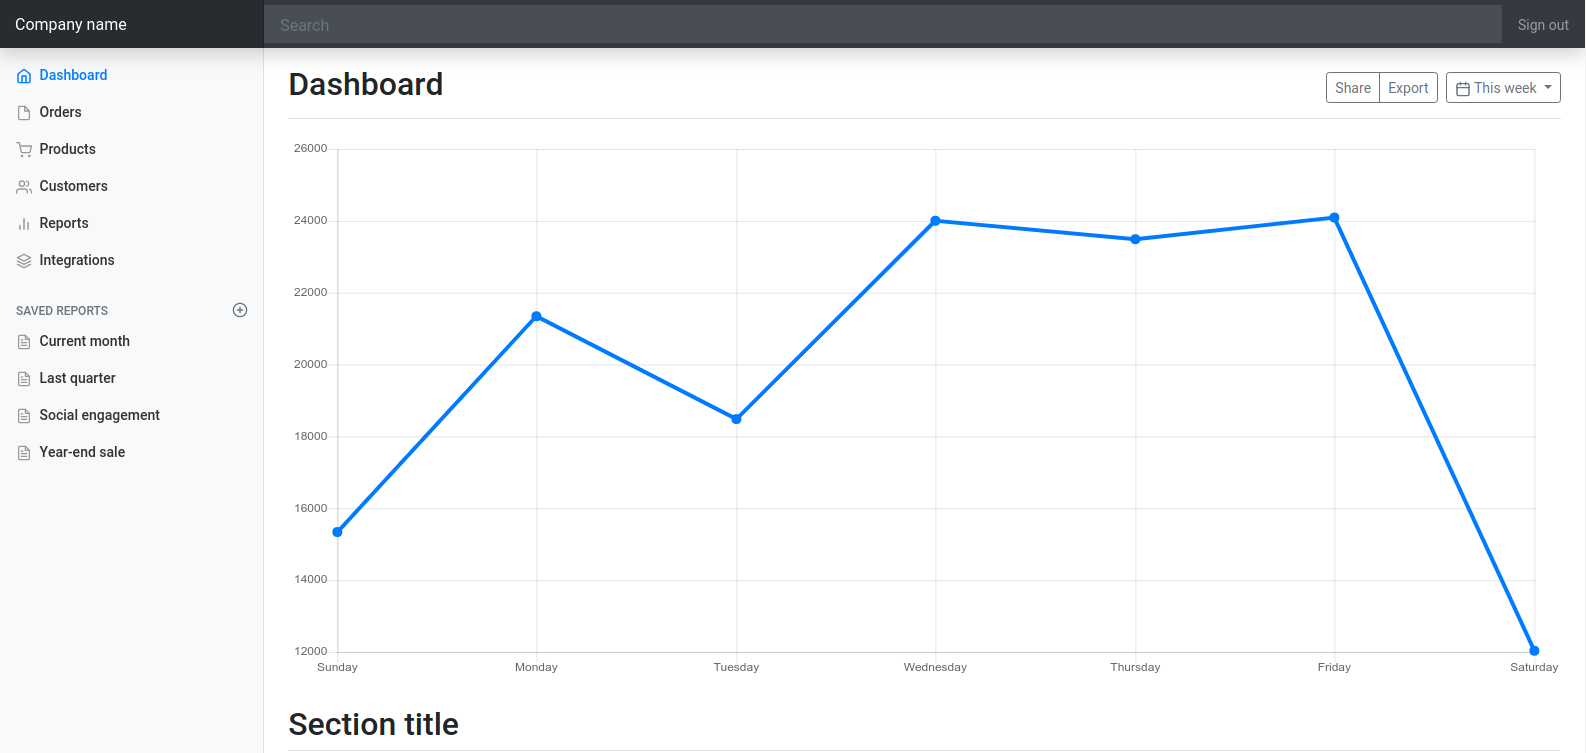 Company name
Search
Sign out
Dashboard
Orders
Products
Customers
Reports
Integrations
SAVED REPORTS
Current month
Last quarter
Social engagement
Year-end sale
Dashboard
Share Export This week
26000
24000
22000
20000
18000
16000
14000
12000
Sunday Monday Tuesday Wednesday Thursday Friday Saturday
Section title